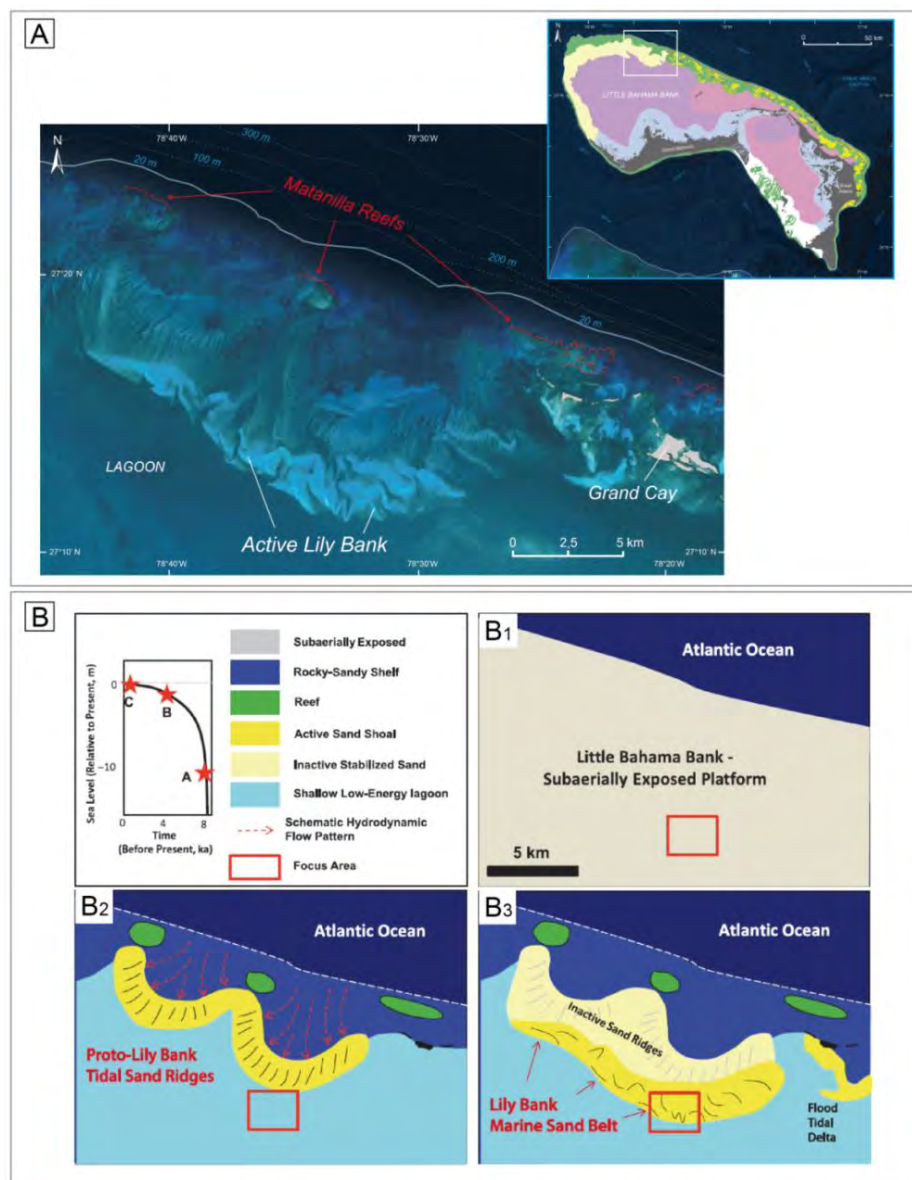 A
N
300 m
100 m
20 m
78°40' W
78°30' W
Matanilla Reefs
200 m
20 m
27°20' N
LAGOON
Active Lily Bank
Grand Cay
0 2,5 5 km
27°10' N
27°10' N
78°40' W
78°30' W
78°20' W
N
0 50 km
LITTLE BAHAMA BANK
B
Sea Level (Relative to Present, m)
0
−10
C
B
A
0 4 8
Time
(Before Present, ka)
Subaerially Exposed
Rocky-Sandy Shelf
Reef
Active Sand Shoal
Inactive Stabilized Sand
Shallow Low-Energy lagoon
Schematic Hydrodynamic
Flow Pattern
Focus Area
B1
Atlantic Ocean
Little Bahama Bank -
Subaerially Exposed Platform
5 km
B2
Atlantic Ocean
Proto-Lily Bank
Tidal Sand Ridges
B3
Atlantic Ocean
Inactive Sand Ridges
Lily Bank
Marine Sand Belt
Flood
Tidal
Delta